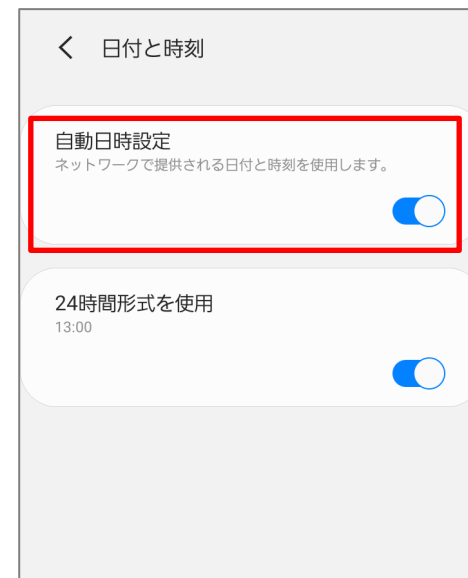 日付と時刻
自動日時設定
ネットワークで提供される日付と時刻を使用します。
24時間形式を使用
13:00